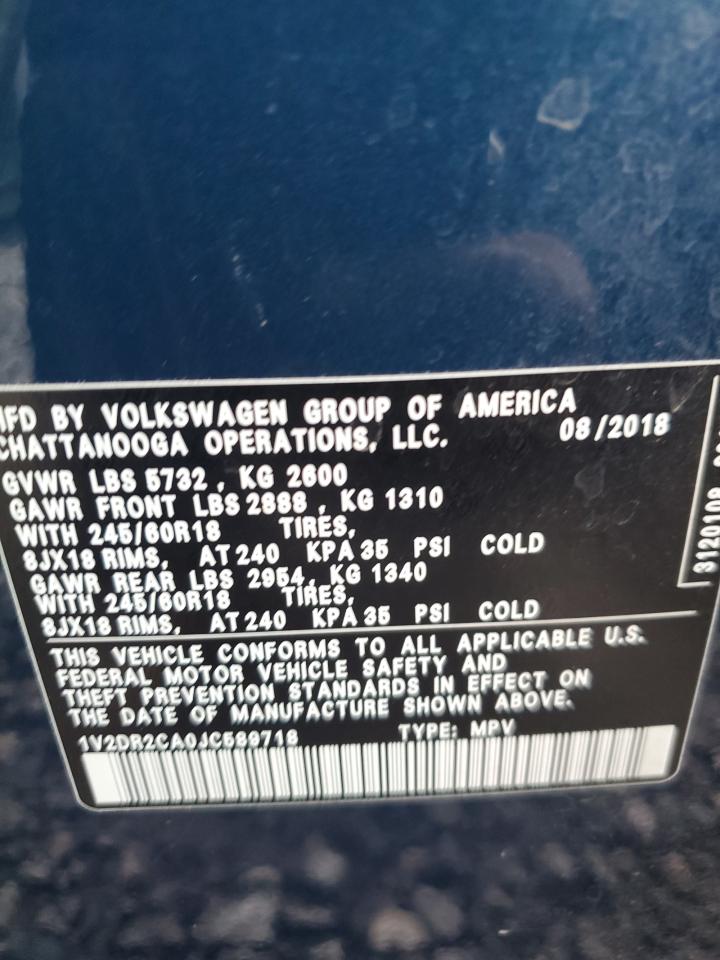 MFD BY VOLKSWAGEN GROUP OF AMERICA
CHATTANOOGA OPERATIONS, LLC. 08/2018
GVWR LBS 5732 , KG 2600
GAWR FRONT LBS 2888 , KG 1310
WITH 245/60R18 TIRES,
8JX18 RIMS, AT 240 KPA 35 PSI COLD
GAWR REAR LBS 2954, KG 1340
WITH 245/60R18 TIRES,
8JX18 RIMS, AT 240 KPA 35 PSI COLD
THIS VEHICLE CONFORMS TO ALL APPLICABLE U.S.
FEDERAL MOTOR VEHICLE SAFETY AND
THEFT PREVENTION STANDARDS IN EFFECT ON
THE DATE OF MANUFACTURE SHOWN ABOVE.
1V2DR2CA0JC589718 TYPE: MPV
3120108